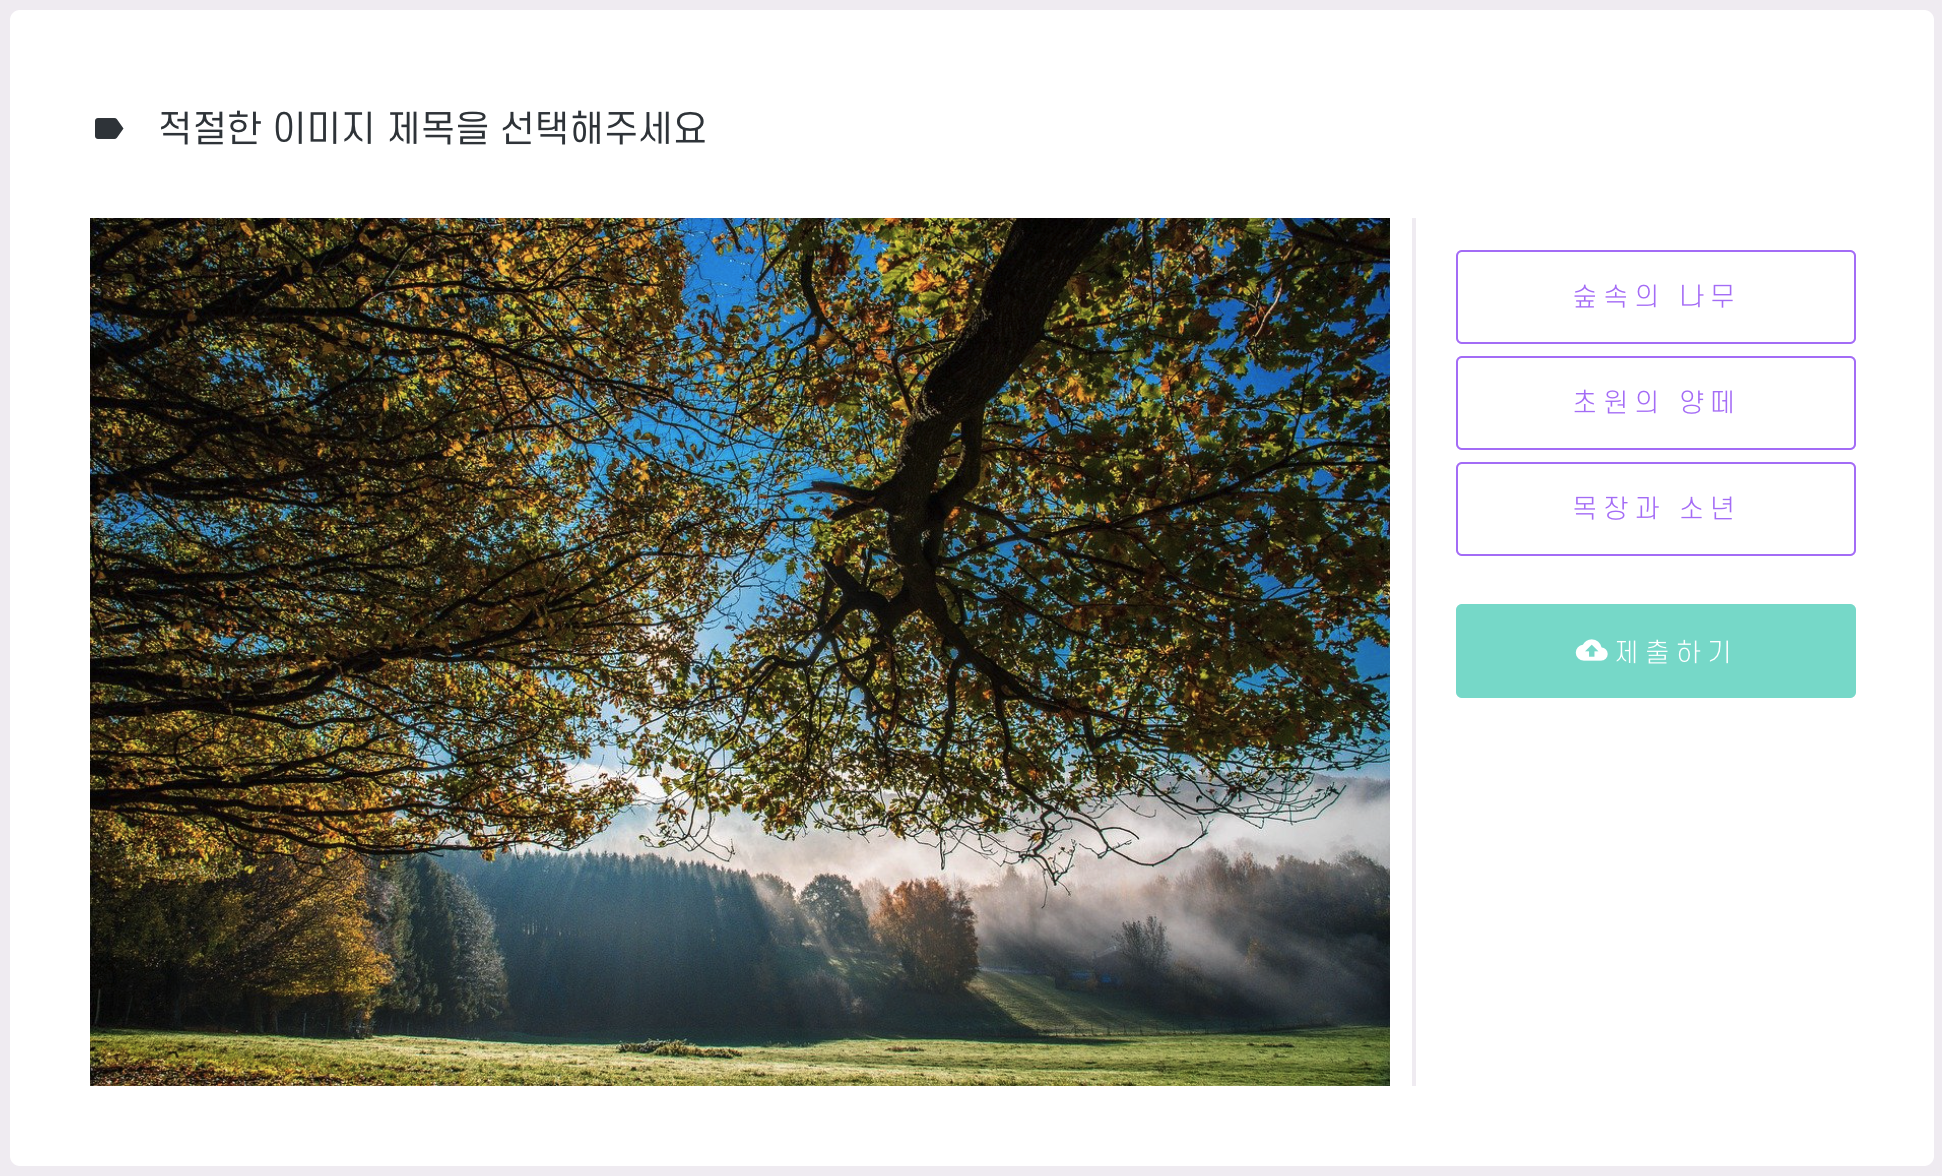 적절한 이미지 제목을 선택해주세요
숲속의 나무
초원의 양떼
목장과 소년
제출하기